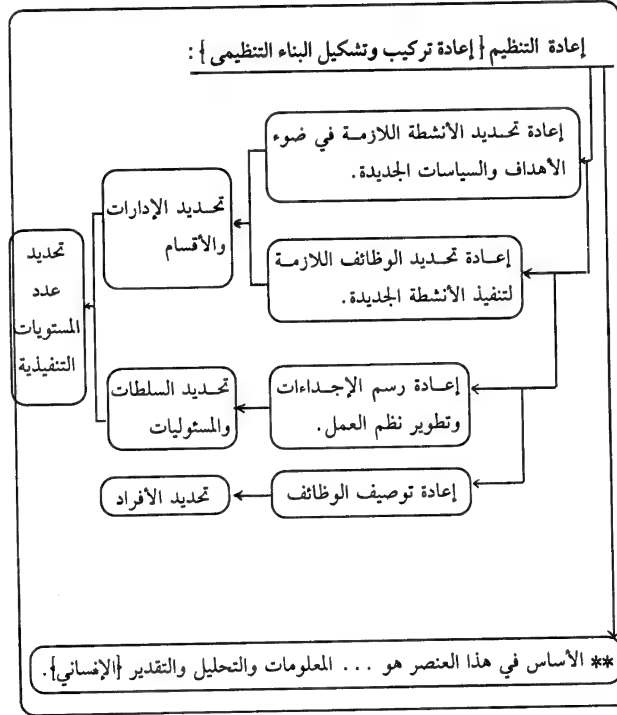 إعادة التنظيم {إعادة تركيب وتشكيل البناء التنظيمى}:
إعادة تحديد الأنشطة اللازمة في ضوء
الأهداف والسياسات الجديدة.
إعادة تحديد الوظائف اللازمة
لتنفيذ الأنشطة الجديدة.
تحديد الإدارات
والأقسام
إعادة رسم الإجداءات
وتطوير نظم العمل.
تحديد السلطات
والمسئوليات
تحديد
عدد
المستويات
التنفيذية
إعادة توصيف الوظائف
تحديد الأفراد
** الأساس في هذا العنصر هو ... المعلومات والتحليل والتقدير {الإفساني}.